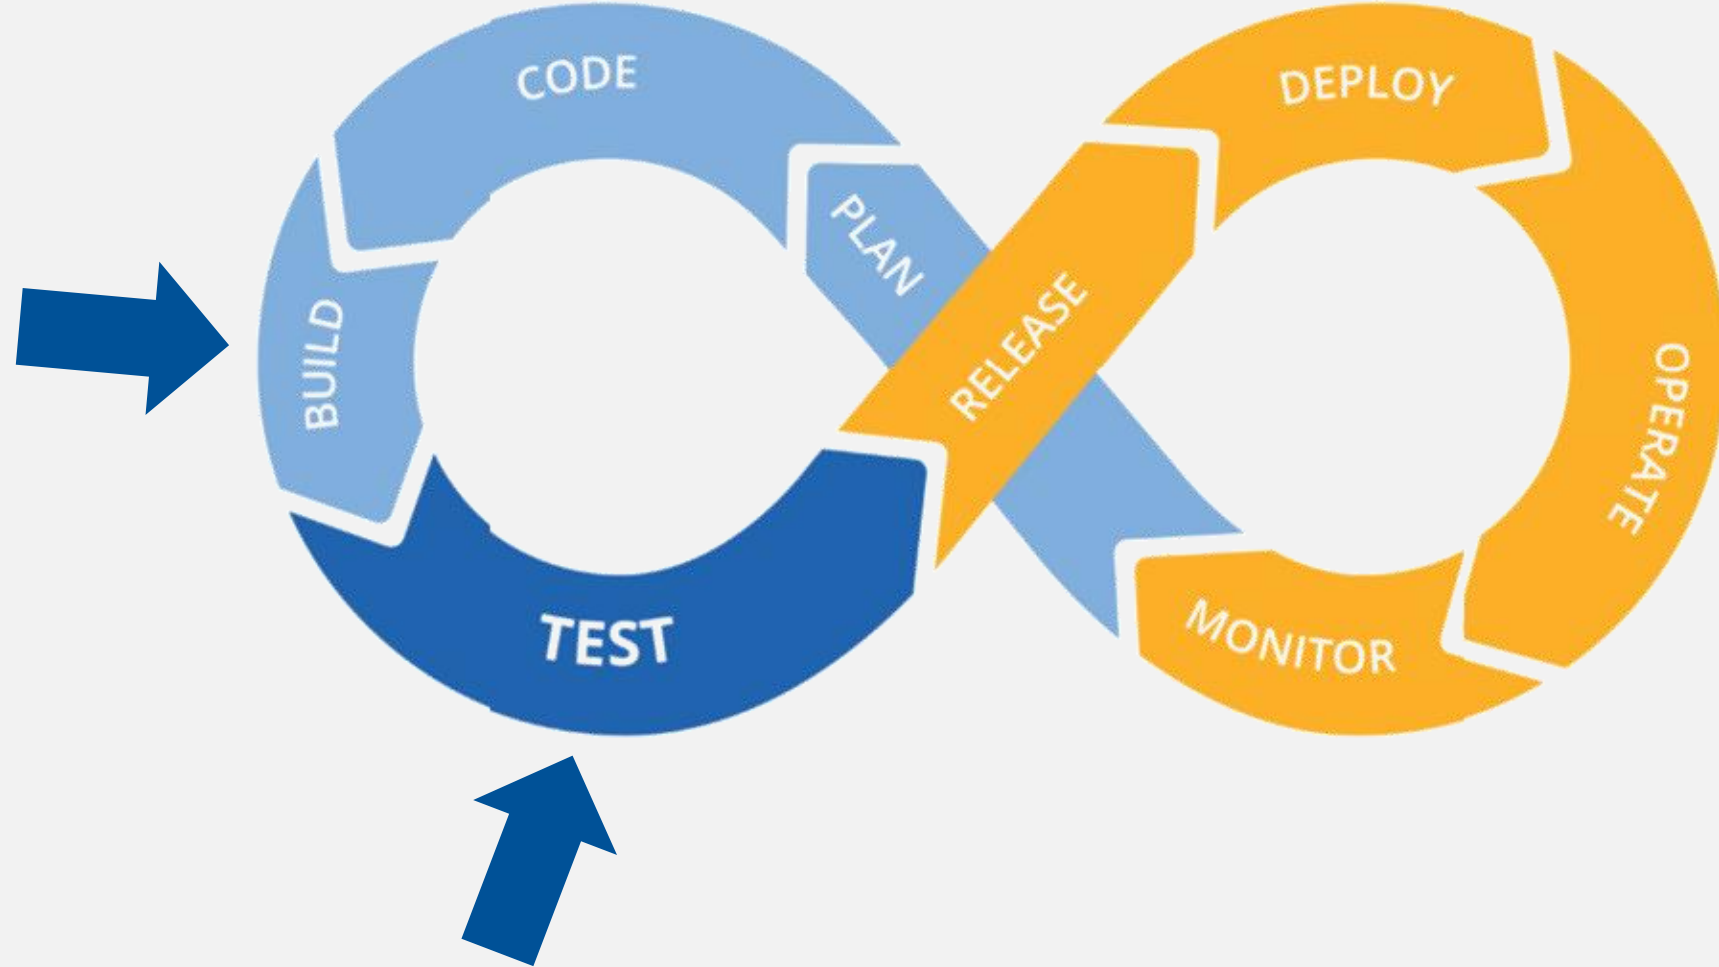 CODE
DEPLOY
PLAN
RELEASE
BUILD
OPERATE
TEST
MONITOR